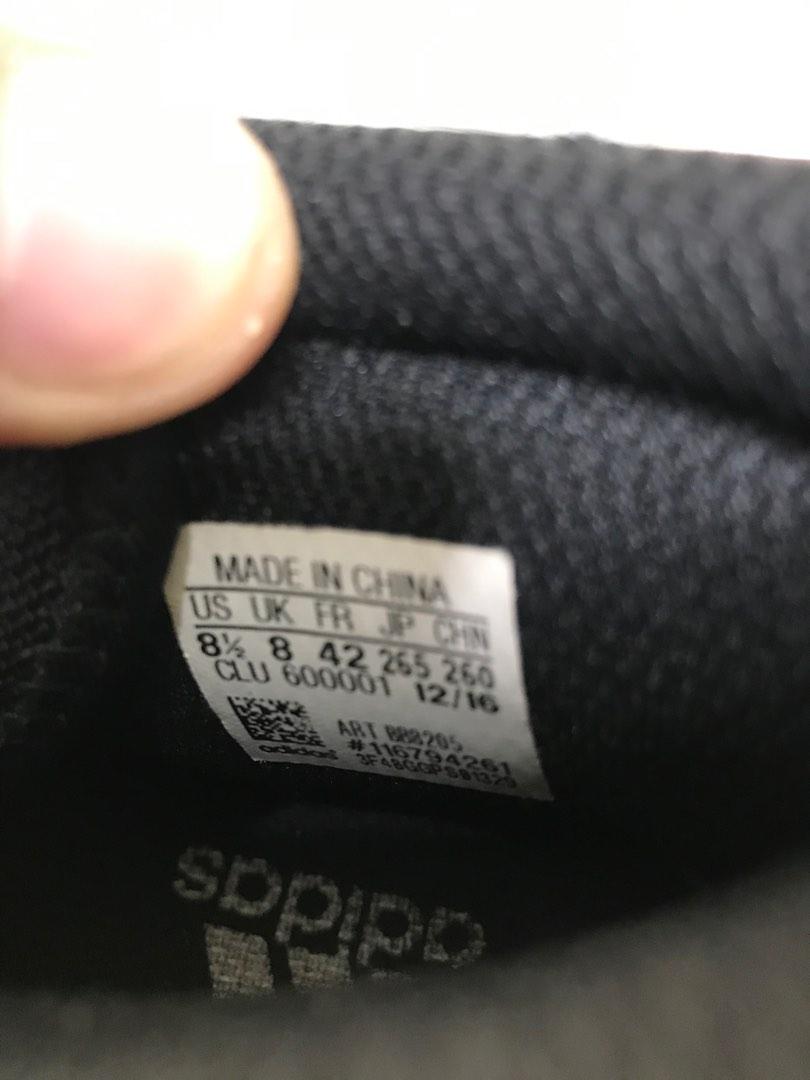 MADE IN CHINA
US UK FR JP CHN
8½ 8 42 265 260
CLU 600001 12/16
ART
#116794261
adidas
adidas